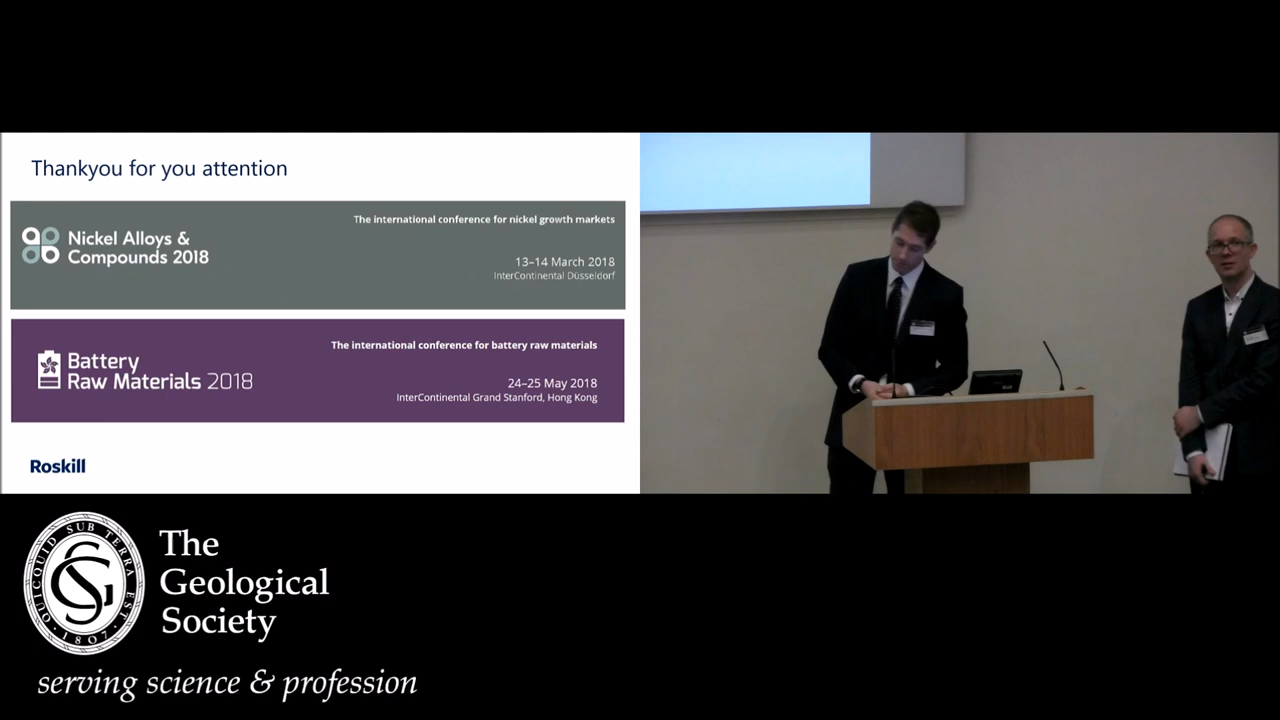 Thankyou for you attention
The international conference for nickel growth markets
Nickel Alloys &
Compounds 2018
13–14 March 2018
InterContinental Düsseldorf
The international conference for battery raw materials
Battery
Raw Materials 2018
24–25 May 2018
InterContinental Grand Stanford, Hong Kong
Roskill
QUICQUID SUB TERRA EST
1807
The
Geological
Society
serving science & profession